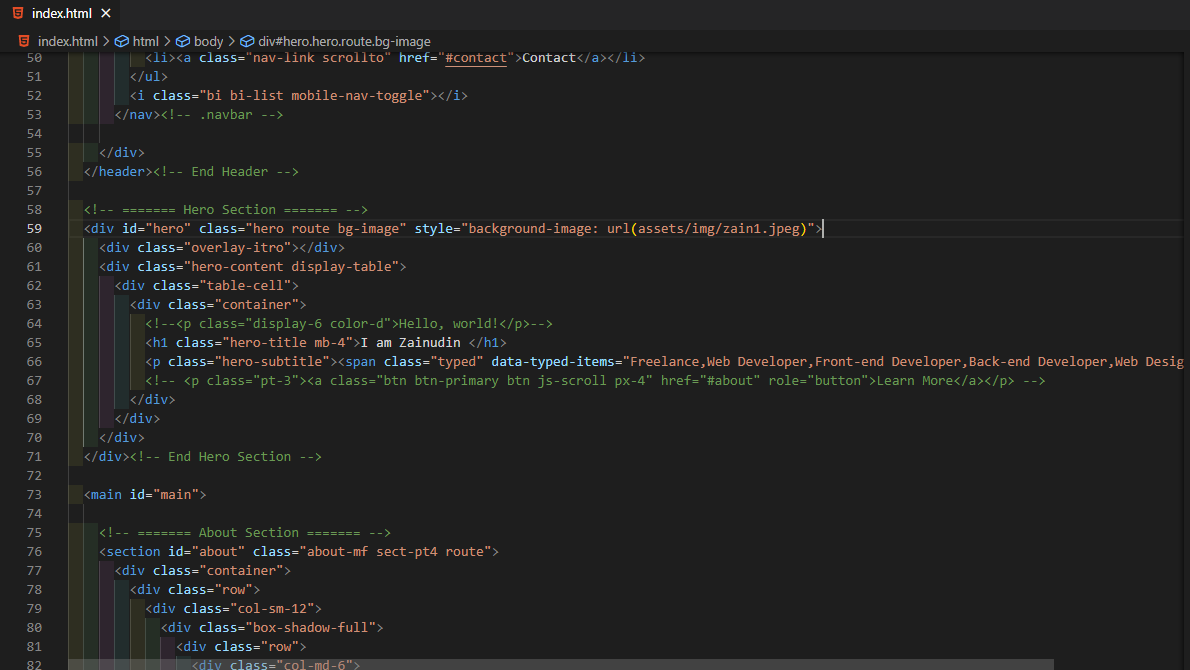 index.html ×
index.html > html > body > div#hero.hero.route.bg-image
50 <li><a class="nav-link scrollto" href="#contact">Contact</a></li>
51 </ul>
52 <i class="bi bi-list mobile-nav-toggle"></i>
53 </nav><!-- .navbar -->
54
55 </div>
56 </header><!-- End Header -->
57
58 <!-- ======= Hero Section ======= -->
59 <div id="hero" class="hero route bg-image" style="background-image: url(assets/img/zain1.jpeg)">
60 <div class="overlay-itro"></div>
61 <div class="hero-content display-table">
62 <div class="table-cell">
63 <div class="container">
64 <!--<p class="display-6 color-d">Hello, world!</p>-->
65 <h1 class="hero-title mb-4">I am Zainudin </h1>
66 <p class="hero-subtitle"><span class="typed" data-typed-items="Freelance,Web Developer,Front-end Developer,Back-end Developer,Web Desig
67 <!-- <p class="pt-3"><a class="btn btn-primary btn js-scroll px-4" href="#about" role="button">Learn More</a></p> -->
68 </div>
69 </div>
70 </div>
71 </div><!-- End Hero Section -->
72
73 <main id="main">
74
75 <!-- ======= About Section ======= -->
76 <section id="about" class="about-mf sect-pt4 route">
77 <div class="container">
78 <div class="row">
79 <div class="col-sm-12">
80 <div class="box-shadow-full">
81 <div class="row">
82 <div class="col-md-6">